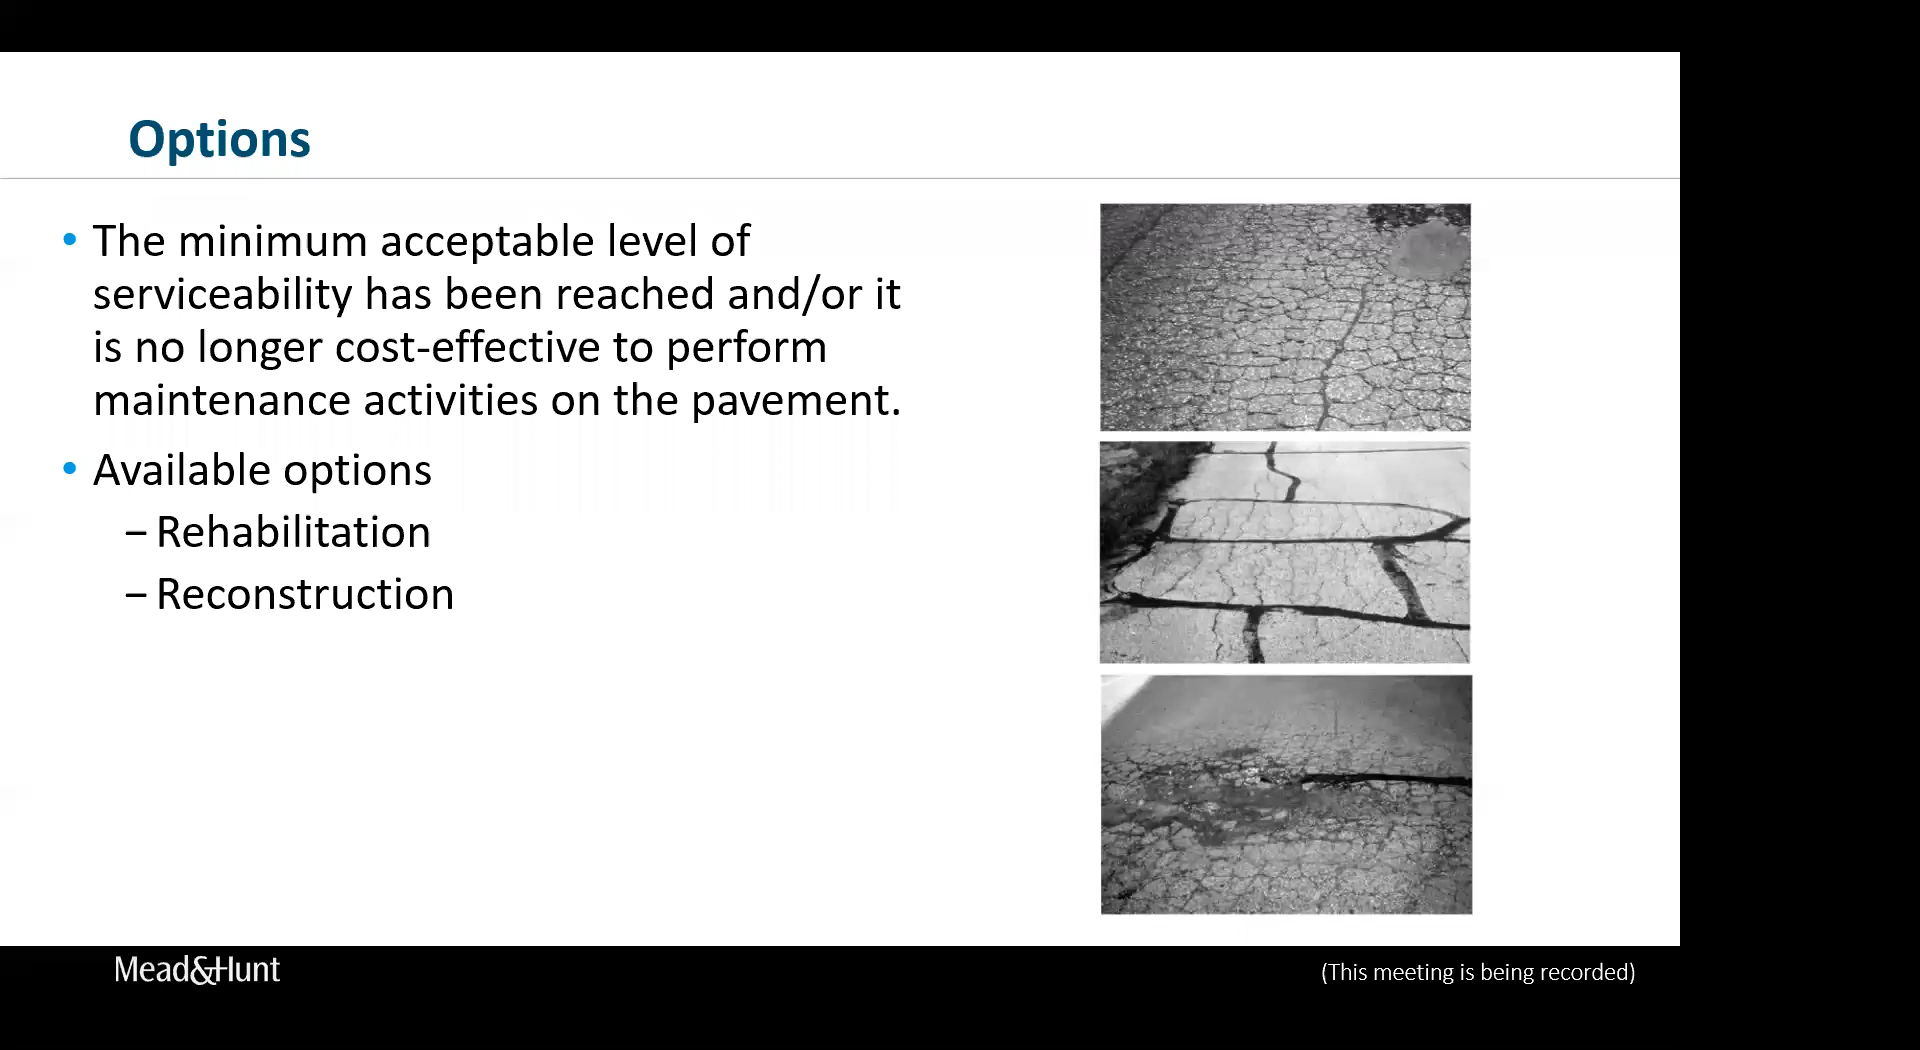 Options
• The minimum acceptable level of
serviceability has been reached and/or it
is no longer cost-effective to perform
maintenance activities on the pavement.
• Available options
– Rehabilitation
– Reconstruction
Mead&Hunt
(This meeting is being recorded)